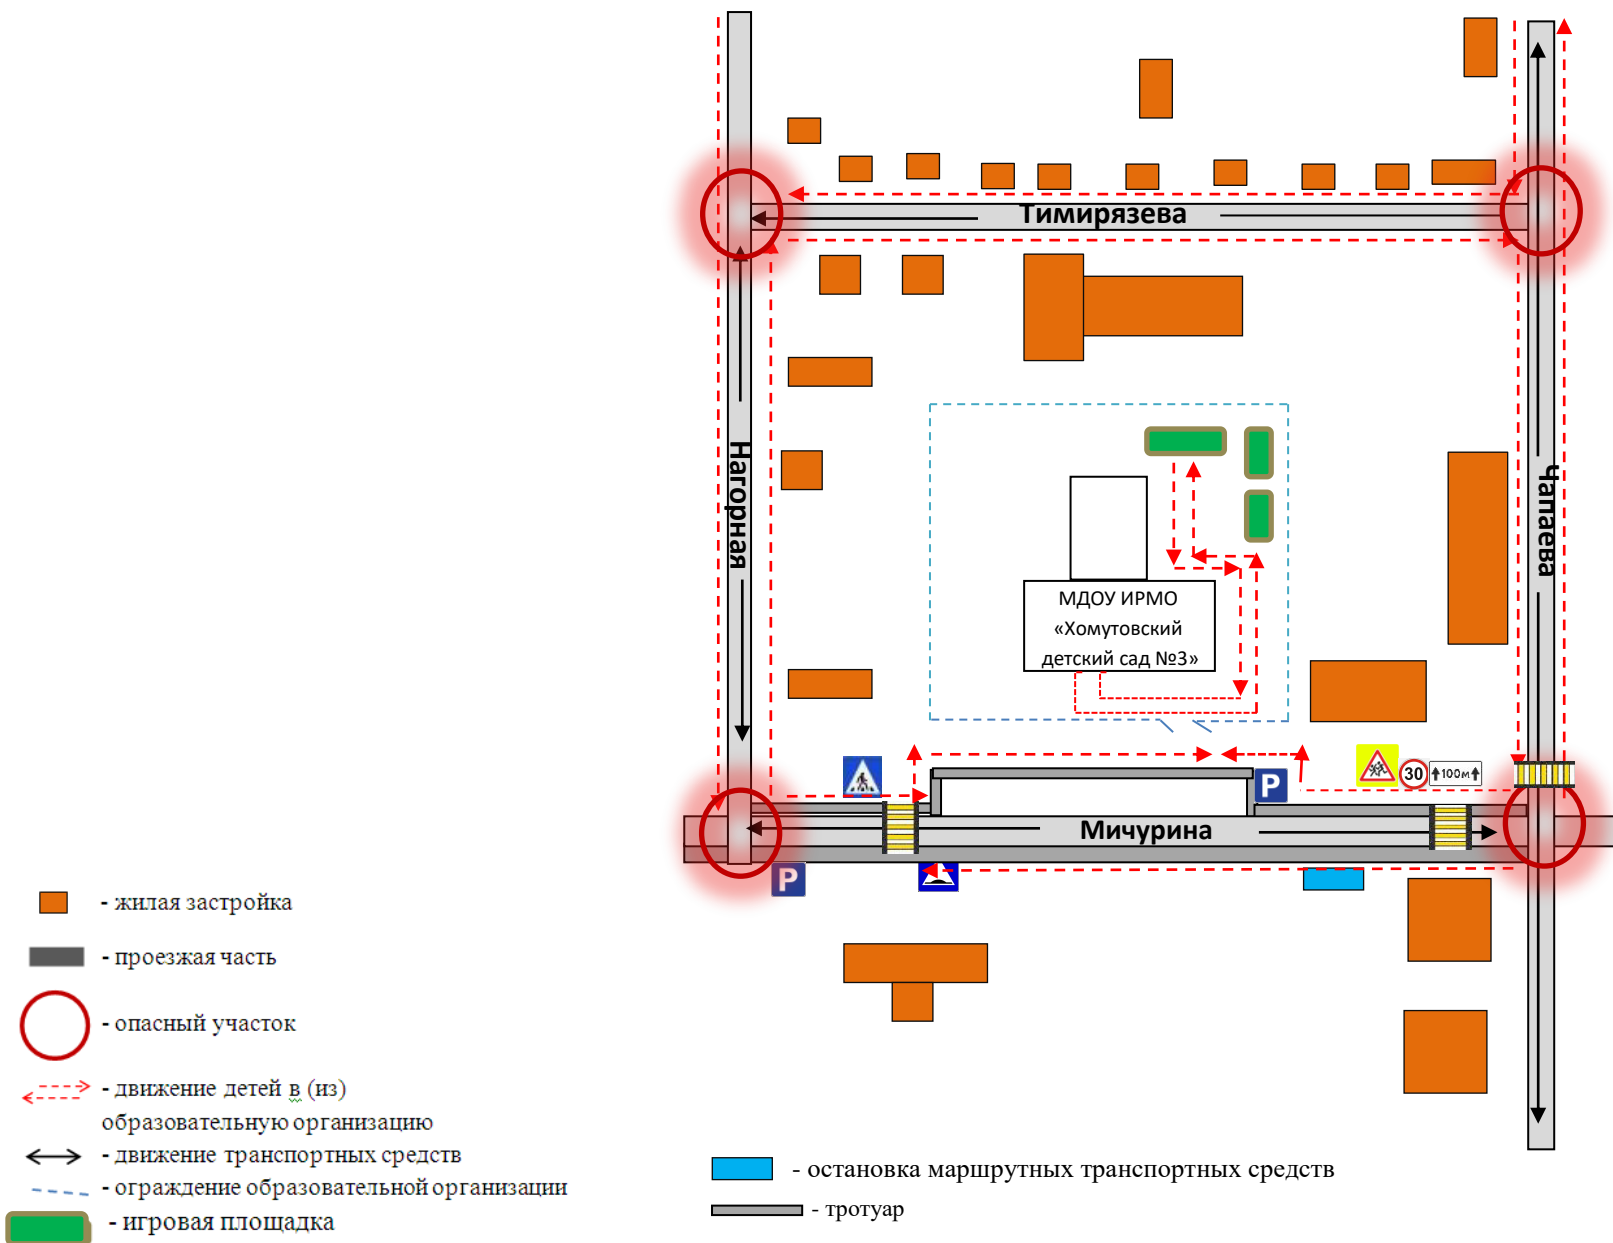 Тимирязева
Нагорная
Чапаева
МДОУ ИРМО
«Хомутовский
детский сад №3»
30
100м
P
Мичурина
P
- жилая застройка
- проезжая часть
- опасный участок
- движение детей в (из)
образовательную организацию
- движение транспортных средств
- ограждение образовательной организации
- игровая площадка
- остановка маршрутных транспортных средств
- тротуар